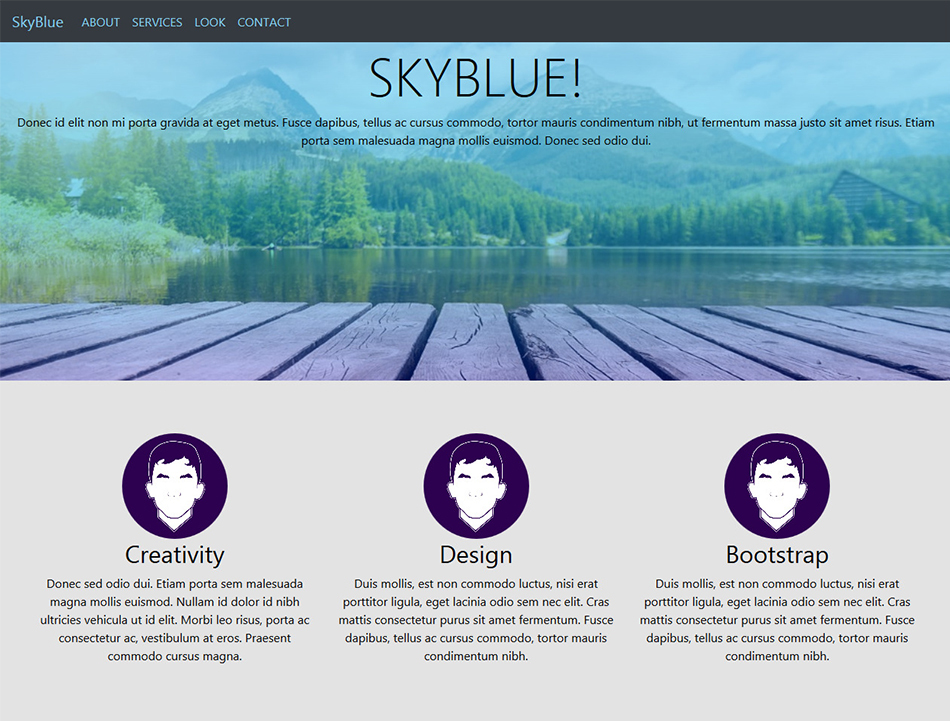 SkyBlue ABOUT SERVICES LOOK CONTACT
SKYBLUE!
Donec id elit non mi porta gravida at eget metus. Fusce dapibus, tellus ac cursus commodo, tortor mauris condimentum nibh, ut fermentum massa justo sit amet risus. Etiam
porta sem malesuada magna mollis euismod. Donec sed odio dui.
Creativity
Donec sed odio dui. Etiam porta sem malesuada
magna mollis euismod. Nullam id dolor id nibh
ultricies vehicula ut id elit. Morbi leo risus, porta ac
consectetur ac, vestibulum at eros. Praesent
commodo cursus magna.
Design
Duis mollis, est non commodo luctus, nisi erat
porttitor ligula, eget lacinia odio sem nec elit. Cras
mattis consectetur purus sit amet fermentum. Fusce
dapibus, tellus ac cursus commodo, tortor mauris
condimentum nibh.
Bootstrap
Duis mollis, est non commodo luctus, nisi erat
porttitor ligula, eget lacinia odio sem nec elit. Cras
mattis consectetur purus sit amet fermentum. Fusce
dapibus, tellus ac cursus commodo, tortor mauris
condimentum nibh.